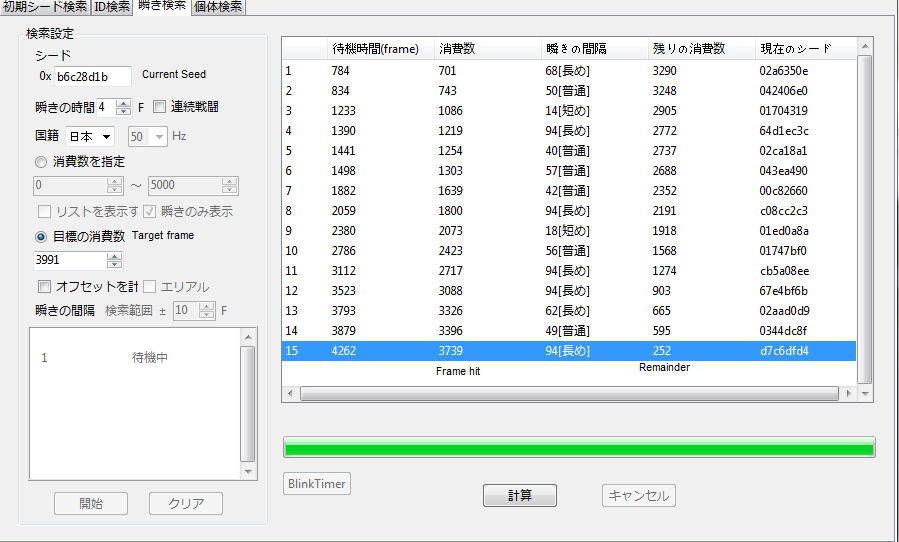 初期シード検索 ID検索 瞬き検索 個体検索
検索設定
シード
0x b6c28d1b Current Seed
瞬きの時間 4 F 連続戦闘
国籍 日本 50 Hz
消費数を指定
0 ～ 5000
リストを表示す 瞬きのみ表示
目標の消費数 Target frame
3991
オフセットを計 エリアル
瞬きの間隔 検索範囲 ± 10 F
1 待機中
開始 クリア
待機時間(frame) 消費数 瞬きの間隔 残りの消費数 現在のシード
1 784 701 68[長め] 3290 02a6350e
2 834 743 50[普通] 3248 042406e0
3 1233 1086 14[短め] 2905 01704319
4 1390 1219 94[長め] 2772 64d1ec3c
5 1441 1254 40[普通] 2737 02ca18a1
6 1498 1303 57[普通] 2688 043ea490
7 1882 1639 42[普通] 2352 00c82660
8 2059 1800 94[長め] 2191 c08cc2c3
9 2380 2073 18[短め] 1918 01ed0a8a
10 2786 2423 56[普通] 1568 01747bf0
11 3112 2717 94[長め] 1274 cb5a08ee
12 3523 3088 94[長め] 903 67e4bf6b
13 3793 3326 62[長め] 665 02aad0d9
14 3879 3396 49[普通] 595 0344dc8f
15 4262 3739 94[長め] 252 d7c6dfd4
Frame hit Remainder
BlinkTimer 計算 キャンセル